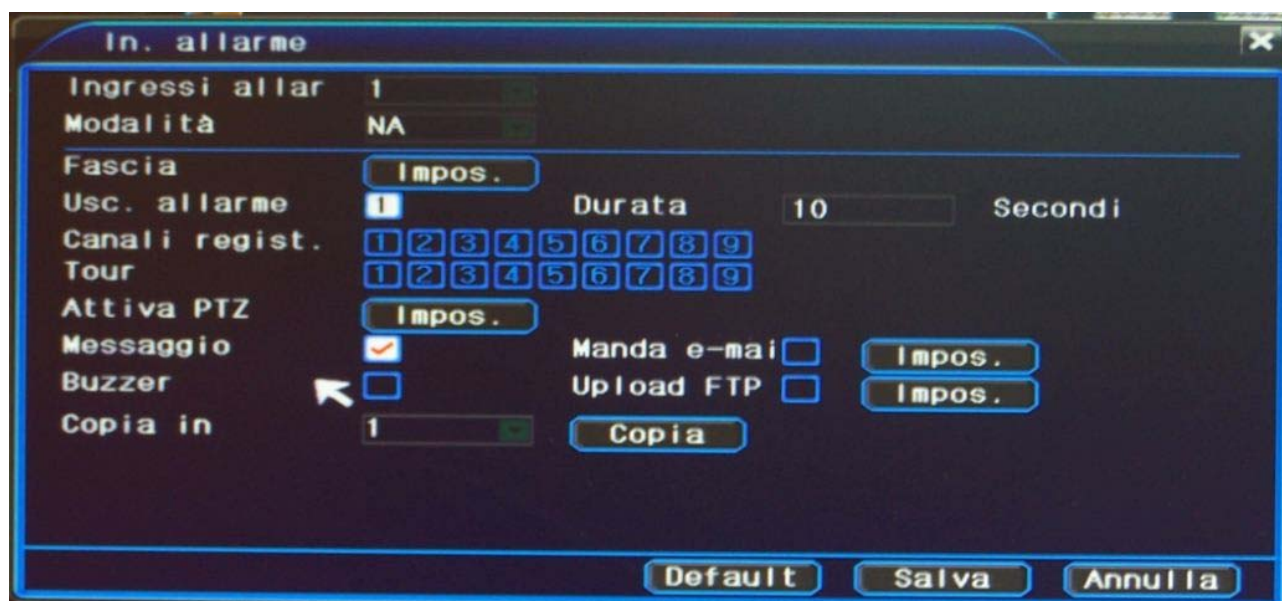 In. allarme
Ingressi allar 1
Modalità NA
Fascia Impos.
Usc. allarme 1 Durata 10 Secondi
Canali regist. 1 2 3 4 5 6 7 8 9
Tour 1 2 3 4 5 6 7 8 9
Attiva PTZ Impos.
Messaggio Manda e-mai Impos.
Buzzer Upload FTP Impos.
Copia in 1 Copia
Default Salva Annulla